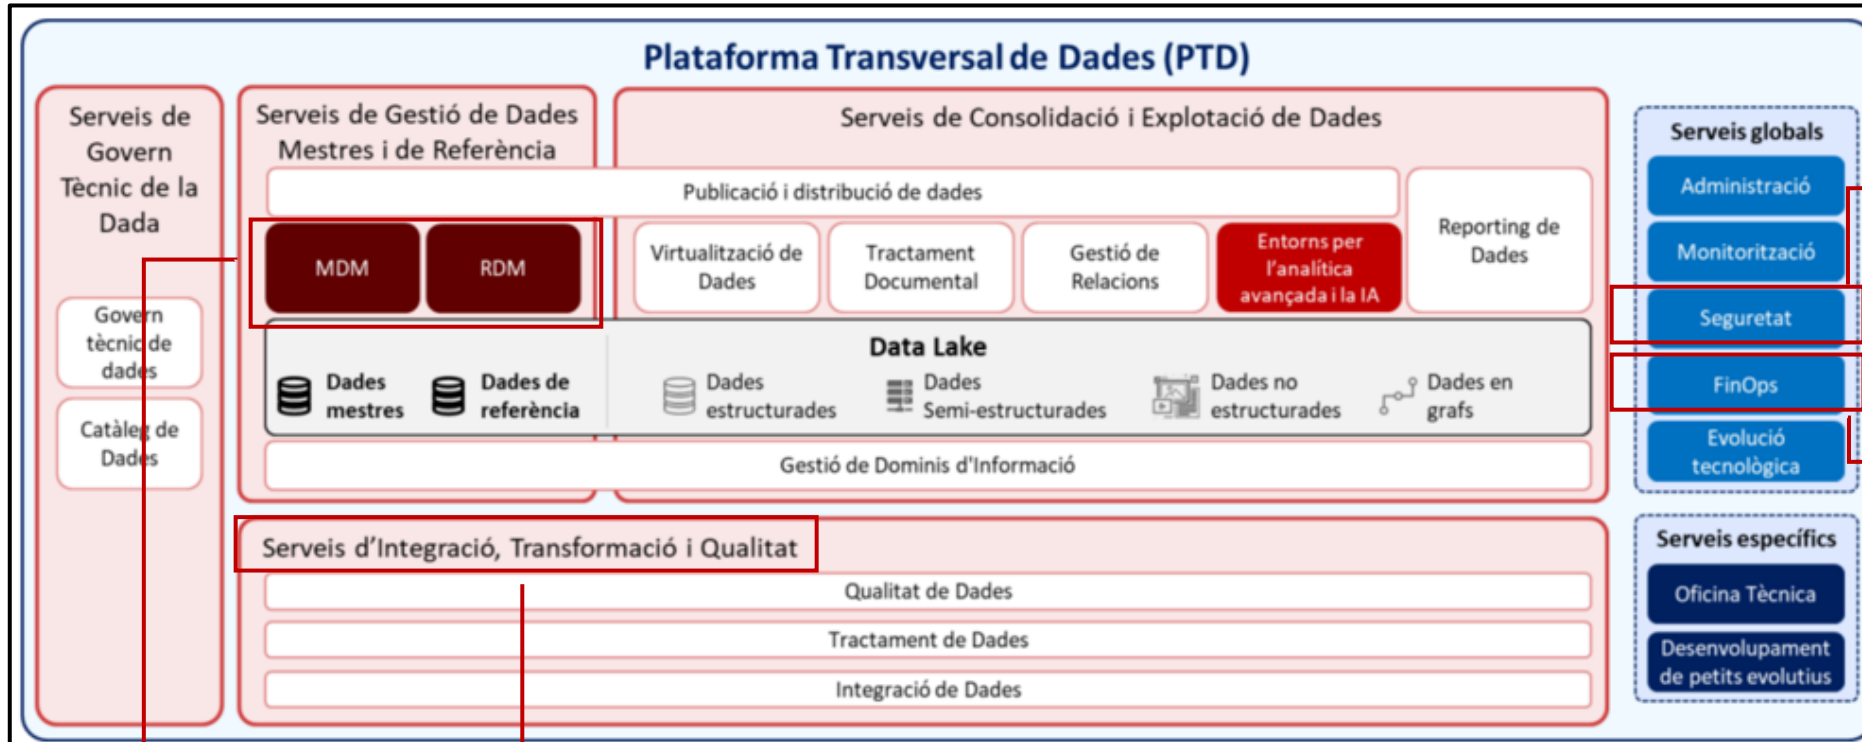 Plataforma Transversal de Dades (PTD)
Serveis de
Govern
Tècnic de la
Dada
Govern
tècnic de
dades
Catàleg de
Dades
Serveis de Gestió de Dades
Mestres i de Referència
Serveis de Consolidació i Explotació de Dades
Publicació i distribució de dades
MDM
RDM
Virtualització de
Dades
Tractament
Documental
Gestió de
Relacions
Entorns per
l'analítica
avançada i la IA
Reporting de
Dades
Data Lake
Dades
mestres
Dades de
referència
Dades
estructurades
Dades
Semi-estructurades
Dades no
estructurades
Dades en
grafs
Gestió de Dominis d'Informació
Serveis d'Integració, Transformació i Qualitat
Qualitat de Dades
Tractament de Dades
Integració de Dades
Serveis globals
Administració
Monitorització
Seguretat
FinOps
Evolució
tecnològica
Serveis específics
Oficina Tècnica
Desenvolupament
de petits evolutius